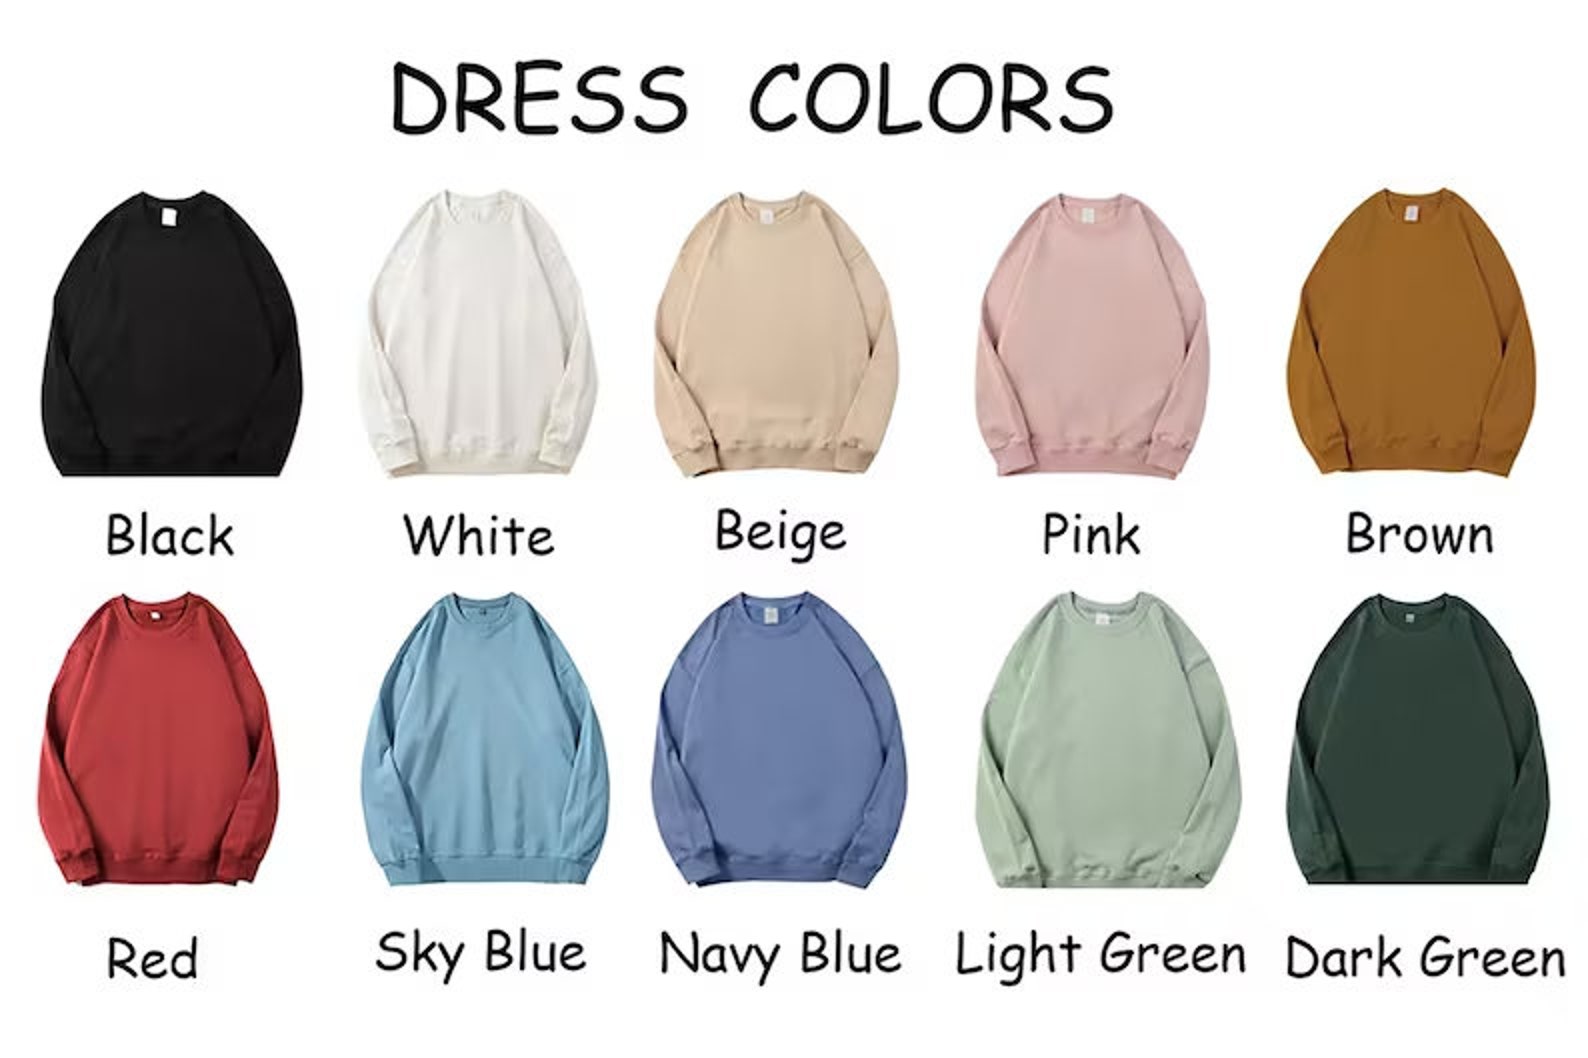 DRESS COLORS
Black White Beige Pink Brown
Red Sky Blue Navy Blue Light Green Dark Green